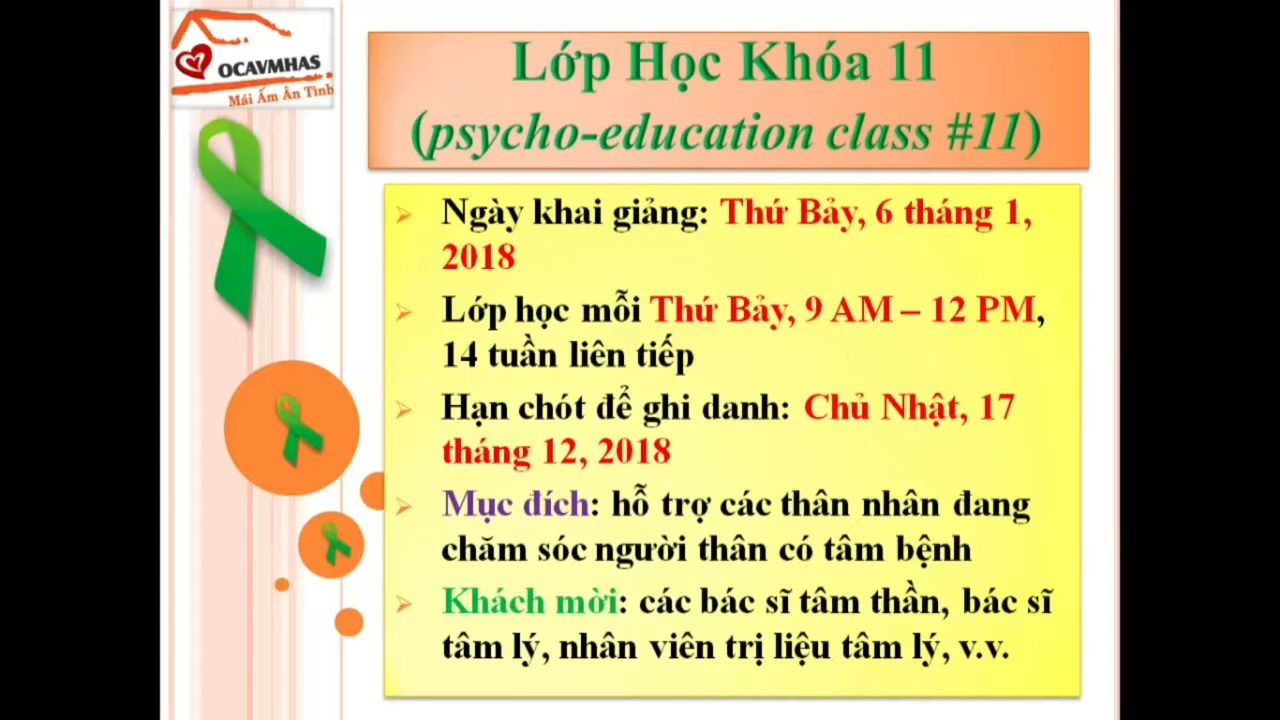 OCAVMHAS
Mái Ấm Ân Tình
Lớp Học Khóa 11
(psycho-education class #11)
Ngày khai giảng: Thứ Bảy, 6 tháng 1,
2018
Lớp học mỗi Thứ Bảy, 9 AM – 12 PM,
14 tuần liên tiếp
Hạn chót để ghi danh: Chủ Nhật, 17
tháng 12, 2018
Mục đích: hỗ trợ các thân nhân đang
chăm sóc người thân có tâm bệnh
Khách mời: các bác sĩ tâm thần, bác sĩ
tâm lý, nhân viên trị liệu tâm lý, v.v.